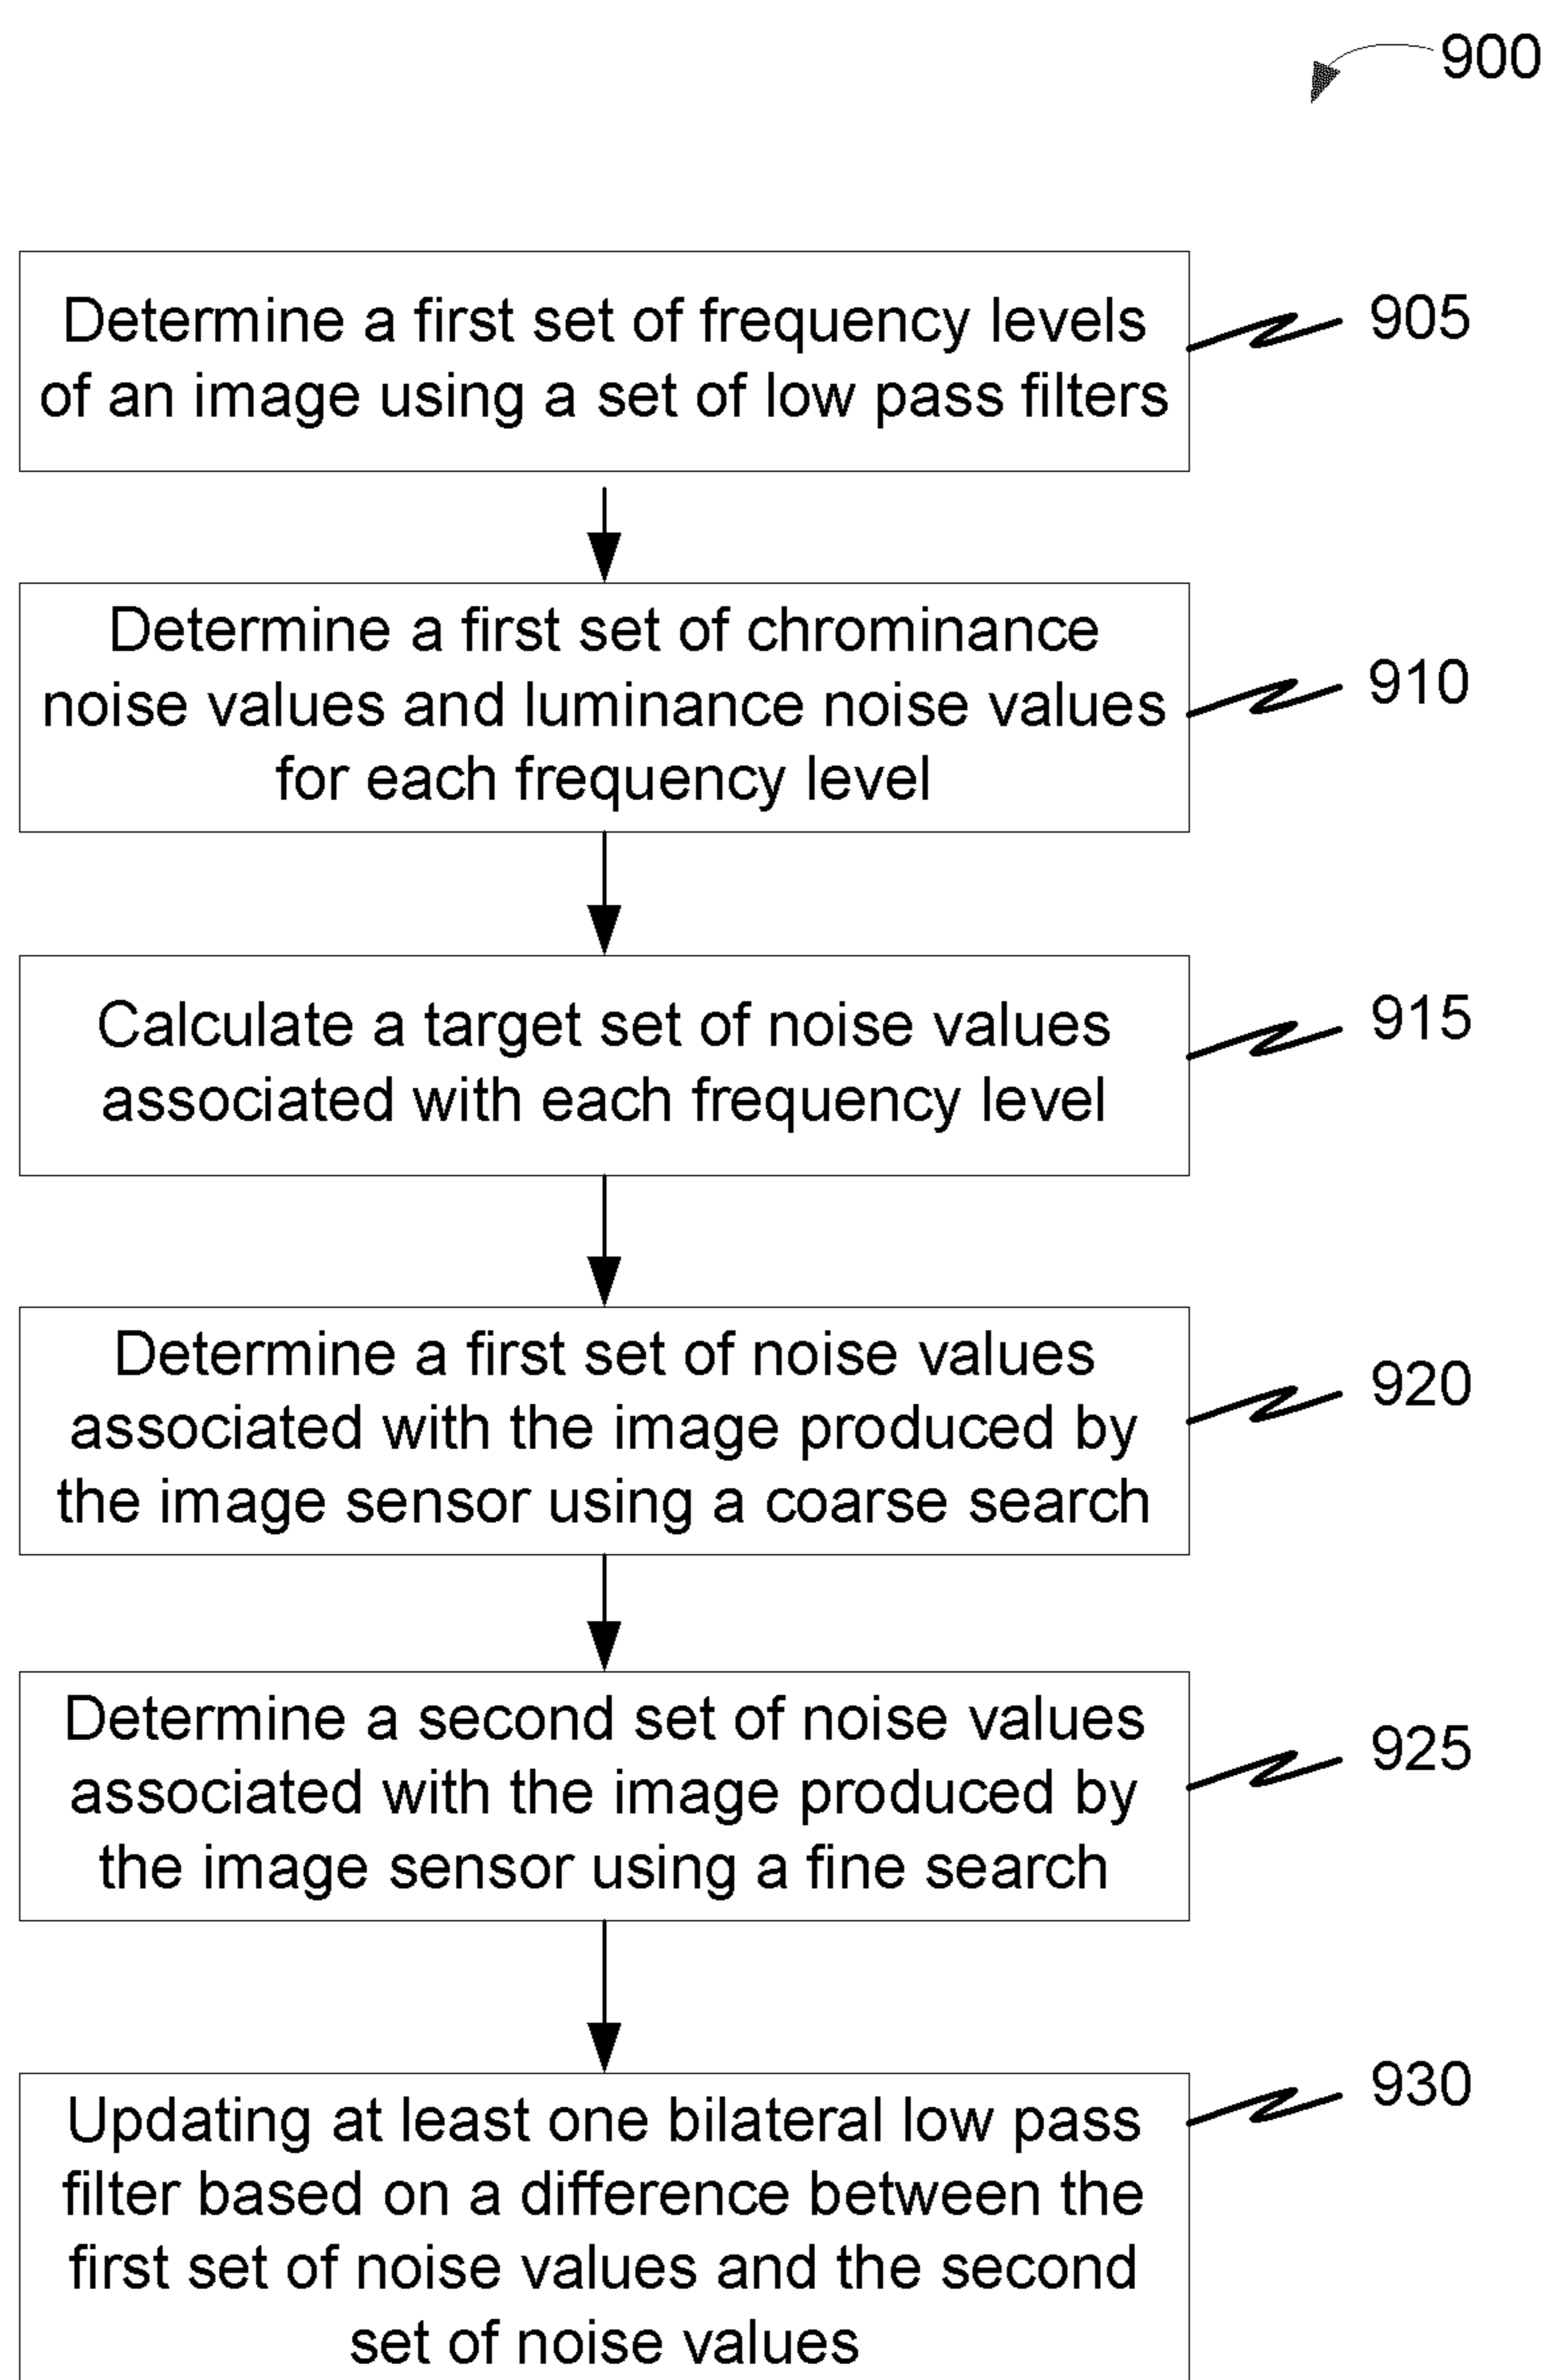 900
Determine a first set of frequency levels
of an image using a set of low pass filters
905
Determine a first set of chrominance
noise values and luminance noise values
for each frequency level
910
Calculate a target set of noise values
associated with each frequency level
915
Determine a first set of noise values
associated with the image produced by
the image sensor using a coarse search
920
Determine a second set of noise values
associated with the image produced by
the image sensor using a fine search
925
Updating at least one bilateral low pass
filter based on a difference between the
first set of noise values and the second
set of noise values
930